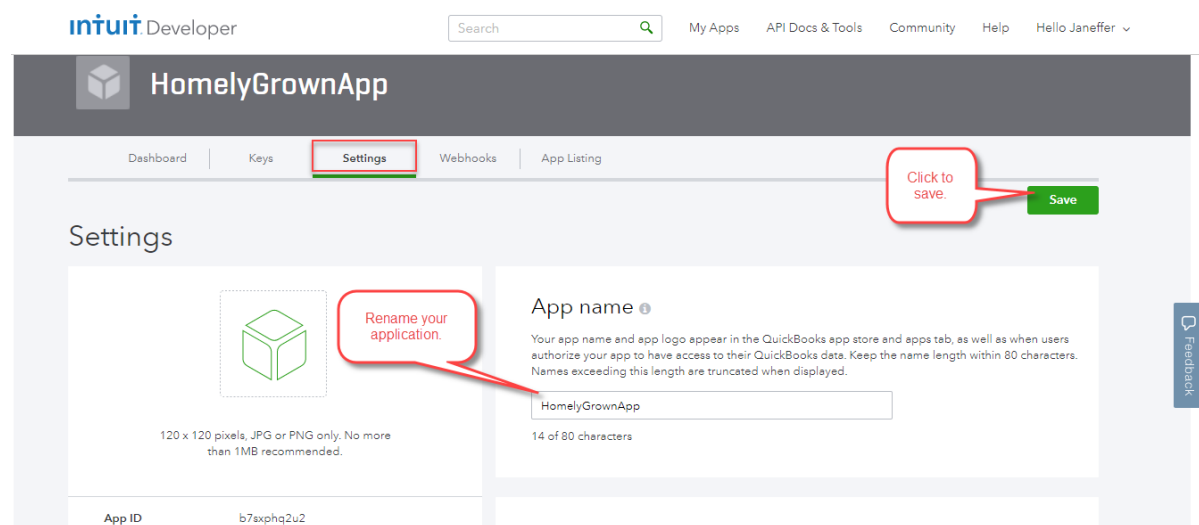 intuit Developer
Search
My Apps
API Docs & Tools
Community
Help
Hello Janeffer
HomelyGrownApp
Dashboard
Keys
Settings
Webhooks
App Listing
Click to
save.
Save
Settings
Rename your
application.
App name
Your app name and app logo appear in the QuickBooks app store and apps tab, as well as when users
authorize your app to have access to their QuickBooks data. Keep the name length within 80 characters.
Names exceeding this length are truncated when displayed.
HomelyGrownApp
14 of 80 characters
120 x 120 pixels, JPG or PNG only. No more
than 1MB recommended.
App ID
b7sxphq2u2
Feedback